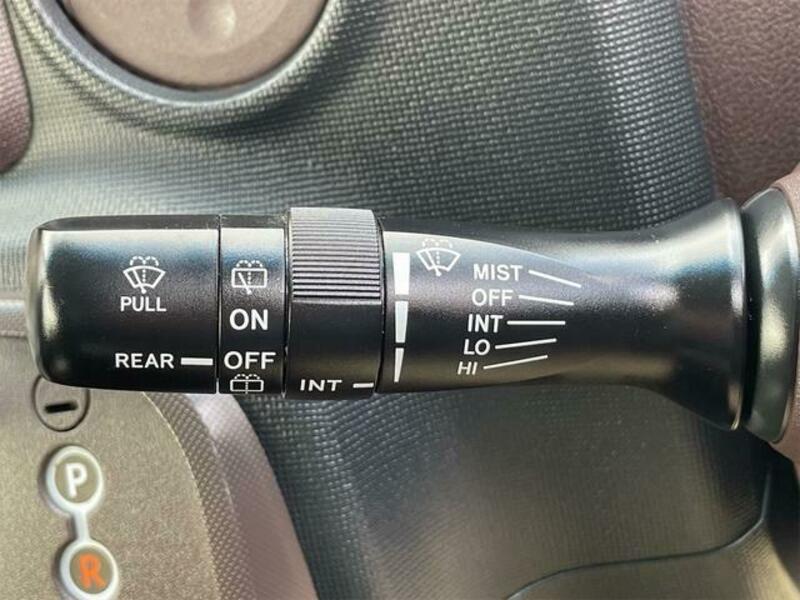 PULL
REAR
ON
OFF
INT
MIST
OFF
INT
LO
HI
P
R